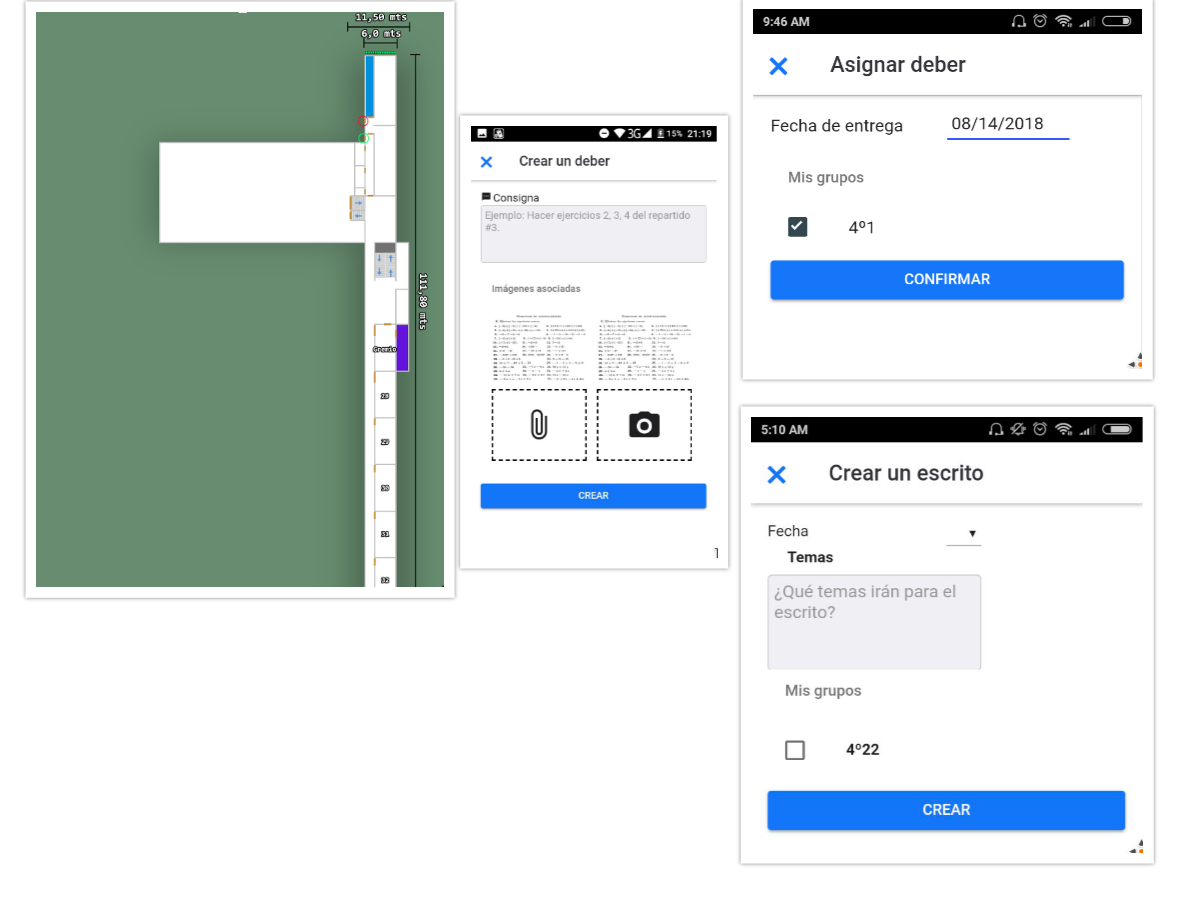 11,50 mts
6,0 mts
111,80 mts
Gremio
28
29
30
31
32
3G 15% 21:19
Crear un deber
Consigna
Ejemplo: Hacer ejercicios 2, 3, 4 del repartido
#3.
Imágenes asociadas
CREAR
1
9:46 AM
Asignar deber
Fecha de entrega 08/14/2018
Mis grupos
4º1
CONFIRMAR
5:10 AM
Crear un escrito
Fecha
Temas
¿Qué temas irán para el
escrito?
Mis grupos
4º22
CREAR